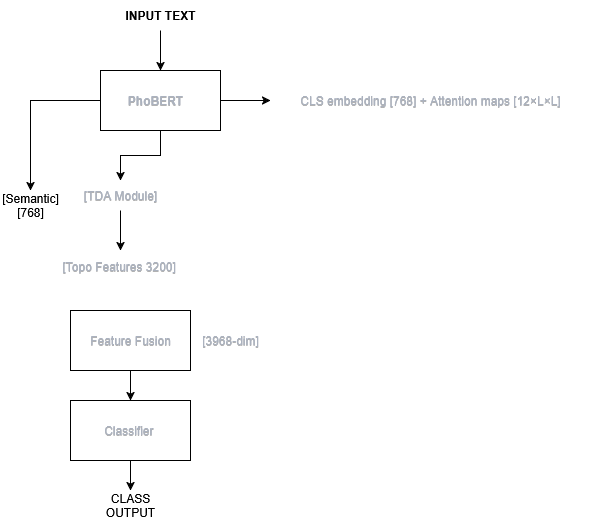 INPUT TEXT
PhoBERT
CLS embedding [768] + Attention maps [12×L×L]
[Semantic]
[768]
[TDA Module]
[Topo Features 3200]
Feature Fusion
[3968-dim]
Classifier
CLASS
OUTPUT